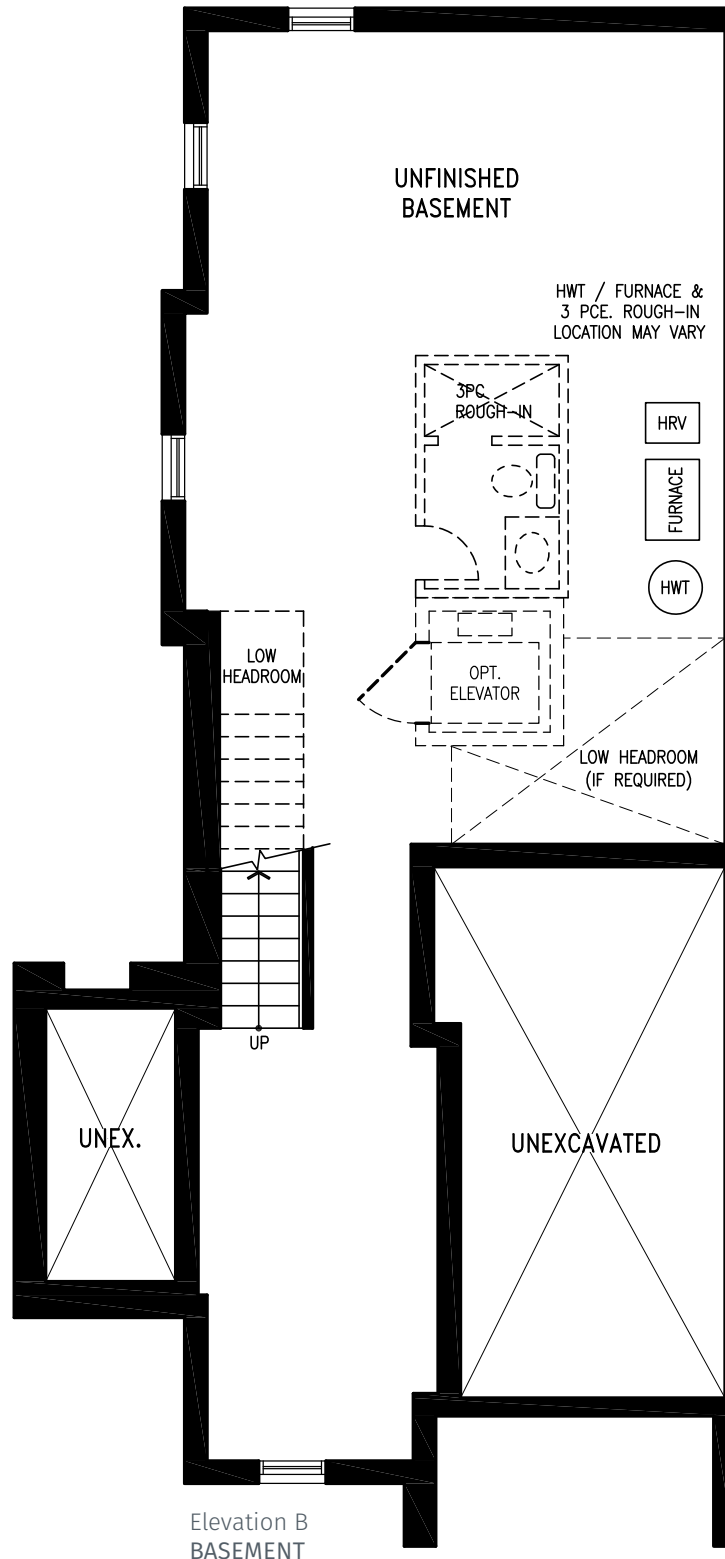 UNFINISHED
BASEMENT
HWT / FURNACE &
3 PCE. ROUGH-IN
LOCATION MAY VARY
3PC
ROUGH-IN
HRV
FURNACE
HWT
LOW
HEADROOM
OPT.
ELEVATOR
LOW HEADROOM
(IF REQUIRED)
UP
UNEX.
UNEXCAVATED
Elevation B
BASEMENT